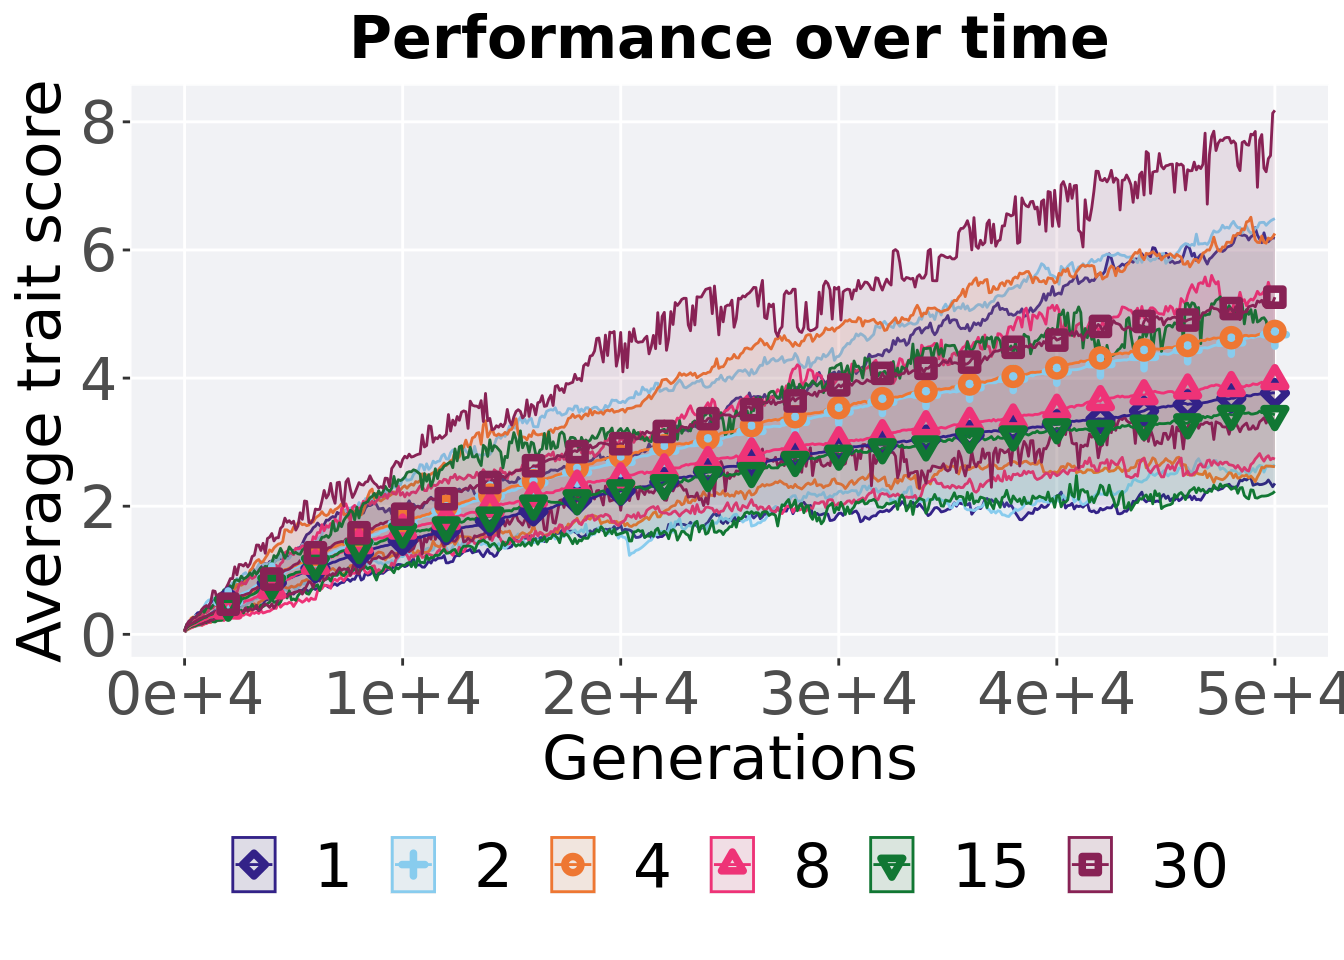 Performance over time
Average trait score
8
6
4
2
0
0e+4 1e+4 2e+4 3e+4 4e+4 5e+4
Generations
1 2 4 8 15 30